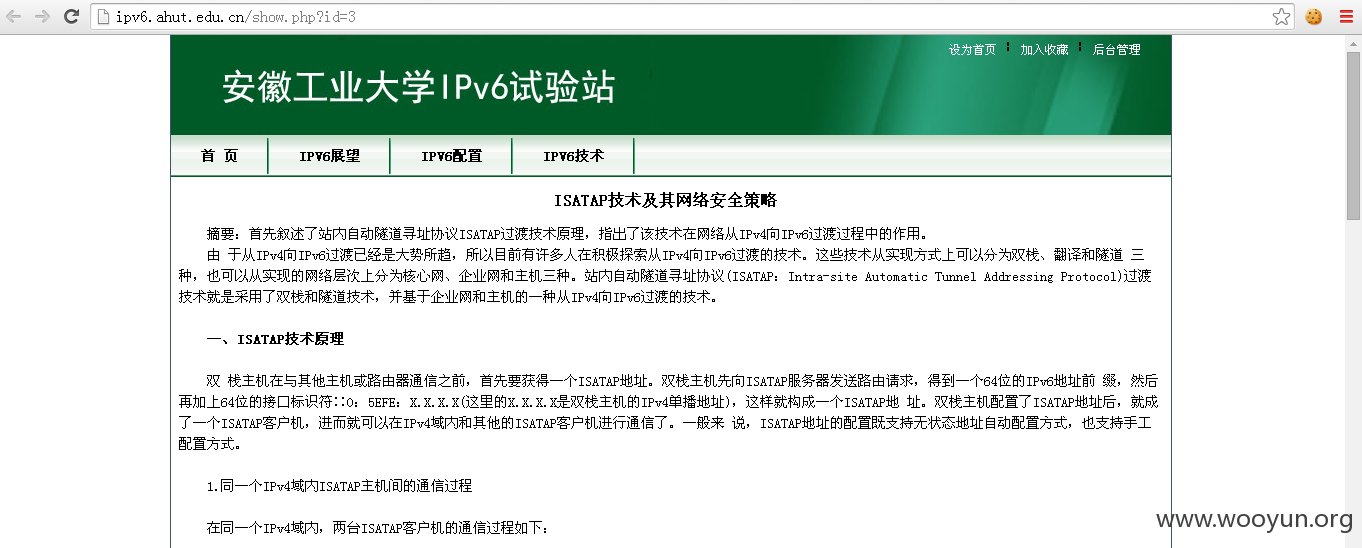 ipv6.ahut.edu.cn/show.php?id=3
设为首页 加入收藏 后台管理
安徽工业大学IPv6试验站
首 页 IPV6展望 IPV6配置 IPV6技术
ISATAP技术及其网络安全策略
摘要：首先叙述了站内自动隧道寻址协议ISATAP过渡技术原理，指出了该技术在网络从IPv4向IPv6过渡过程中的作用。
由 于从IPv4向IPv6过渡已经是大势所趋，所以目前有许多人在积极探索从IPv4向IPv6过渡的技术。这些技术从实现方式上可以分为双栈、翻译和隧道 三
种，也可以从实现的网络层次上分为核心网、企业网和主机三种。站内自动隧道寻址协议(ISATAP：Intra-site Automatic Tunnel Addressing Protocol)过渡
技术就是采用了双栈和隧道技术，并基于企业网和主机的一种从IPv4向IPv6过渡的技术。
一、ISATAP技术原理
双 栈主机在与其他主机或路由器通信之前，首先要获得一个ISATAP地址。双栈主机先向ISATAP服务器发送路由请求，得到一个64位的IPv6地址前 缀，然后
再加上64位的接口标识符∷0：5EFE：X.X.X.X(这里的X.X.X.X是双栈主机的IPv4单播地址)，这样就构成一个ISATAP地 址。双栈主机配置了ISATAP地址后，就成
了一个ISATAP客户机，进而就可以在IPv4域内和其他的ISATAP客户机进行通信了。一般来 说，ISATAP地址的配置既支持无状态地址自动配置方式，也支持手工
配置方式。
1.同一个IPv4域内ISATAP主机间的通信过程
在同一个IPv4域内，两台ISATAP客户机的通信过程如下：
www.wooyun.org